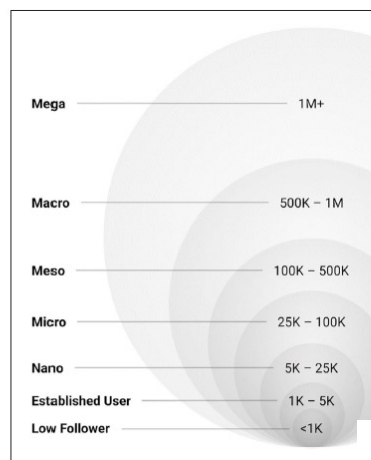 Mega 1M+
Macro 500K – 1M
Meso 100K – 500K
Micro 25K – 100K
Nano 5K – 25K
Established User 1K – 5K
Low Follower <1K